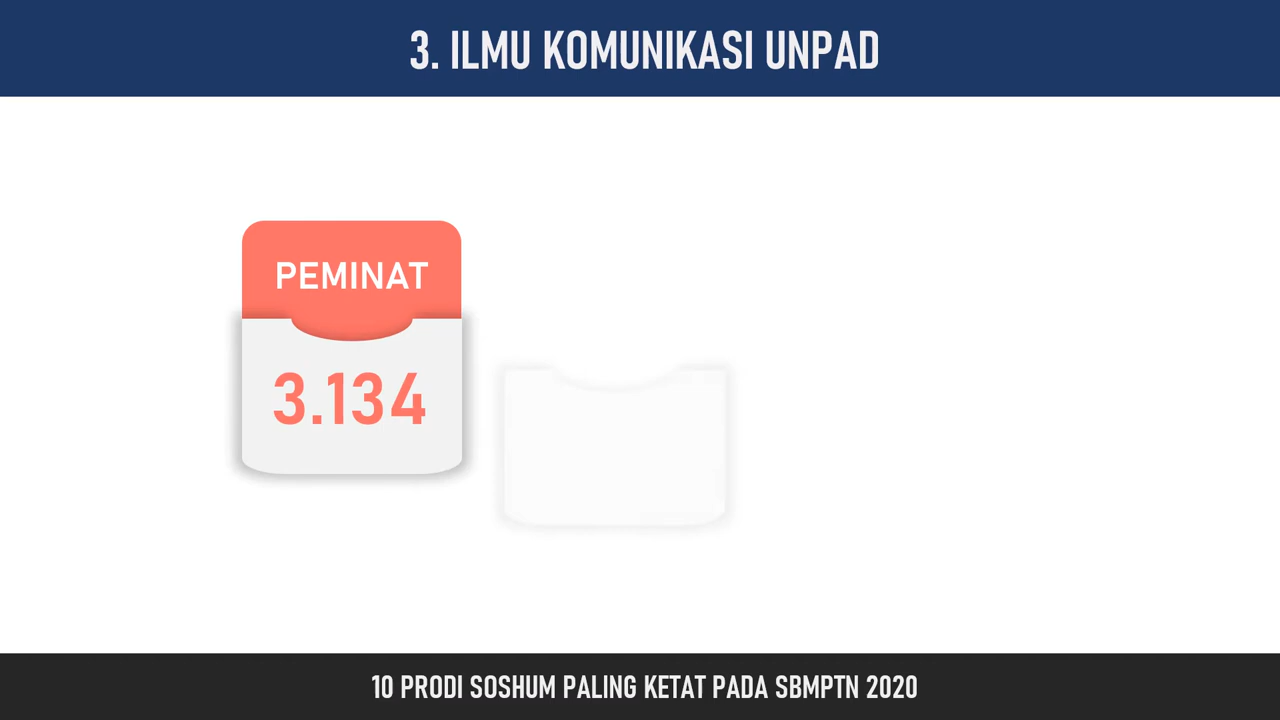 3. ILMU KOMUNIKASI UNPAD
PEMINAT
3.134
10 PRODI SOSHUM PALING KETAT PADA SBMPTN 2020